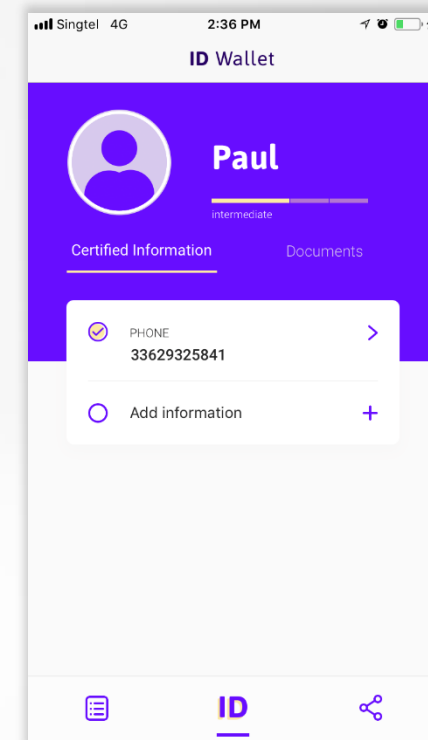 Singtel 4G 2:36 PM
ID Wallet
Paul
intermediate
Certified Information Documents
PHONE
33629325841
Add information
ID